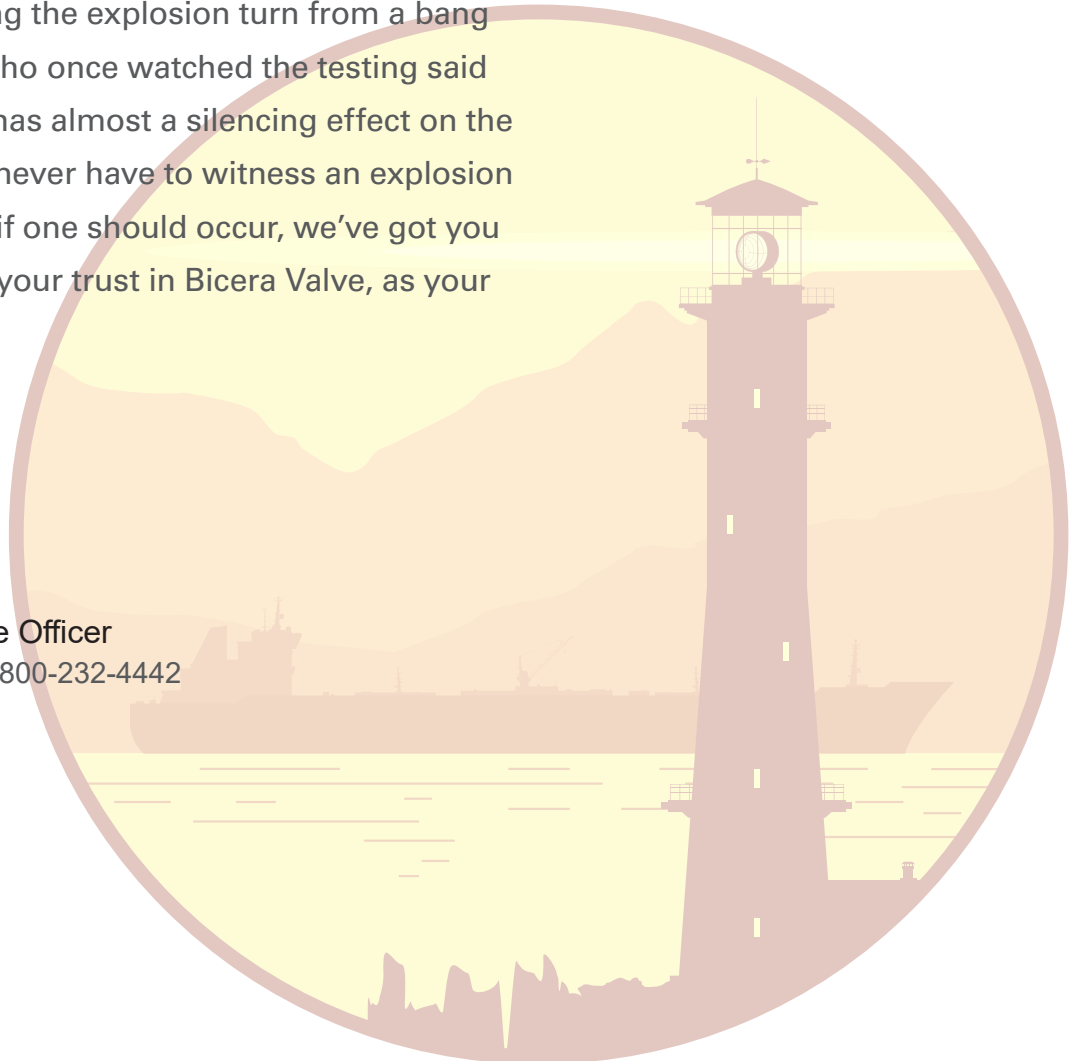 g the explosion turn from a bang
ho once watched the testing said
has almost a silencing effect on the
never have to witness an explosion
if one should occur, we've got you
your trust in Bicera Valve, as your
e Officer
800-232-4442